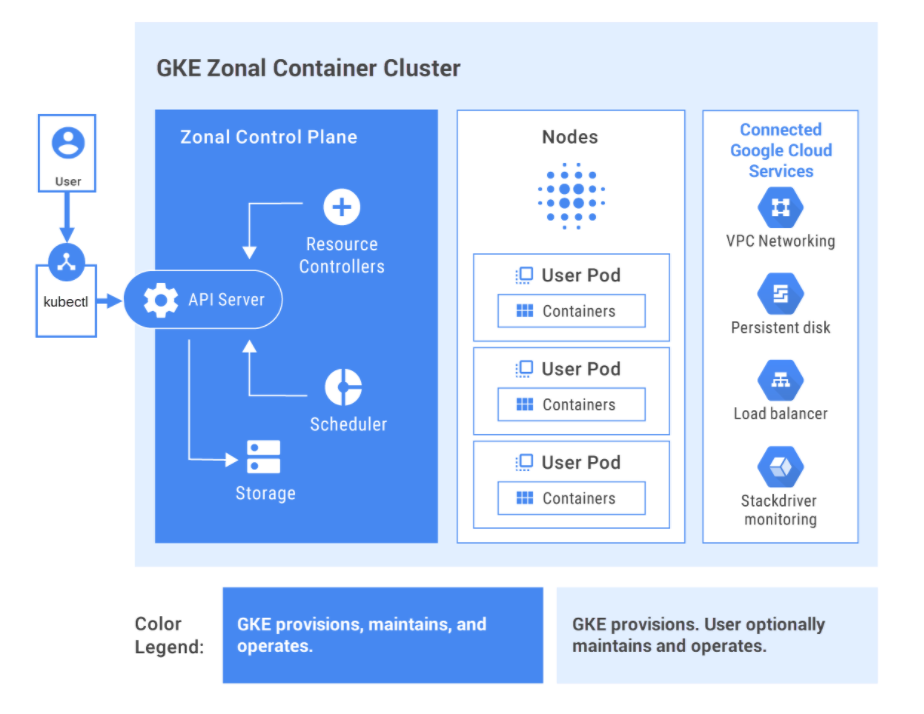 GKE Zonal Container Cluster
User
kubectl
Zonal Control Plane
Resource
Controllers
API Server
Scheduler
Storage
Nodes
User Pod
Containers
User Pod
Containers
User Pod
Containers
Connected
Google Cloud
Services
VPC Networking
Persistent disk
Load balancer
Stackdriver
monitoring
Color
Legend:
GKE provisions, maintains, and
operates.
GKE provisions. User optionally
maintains and operates.